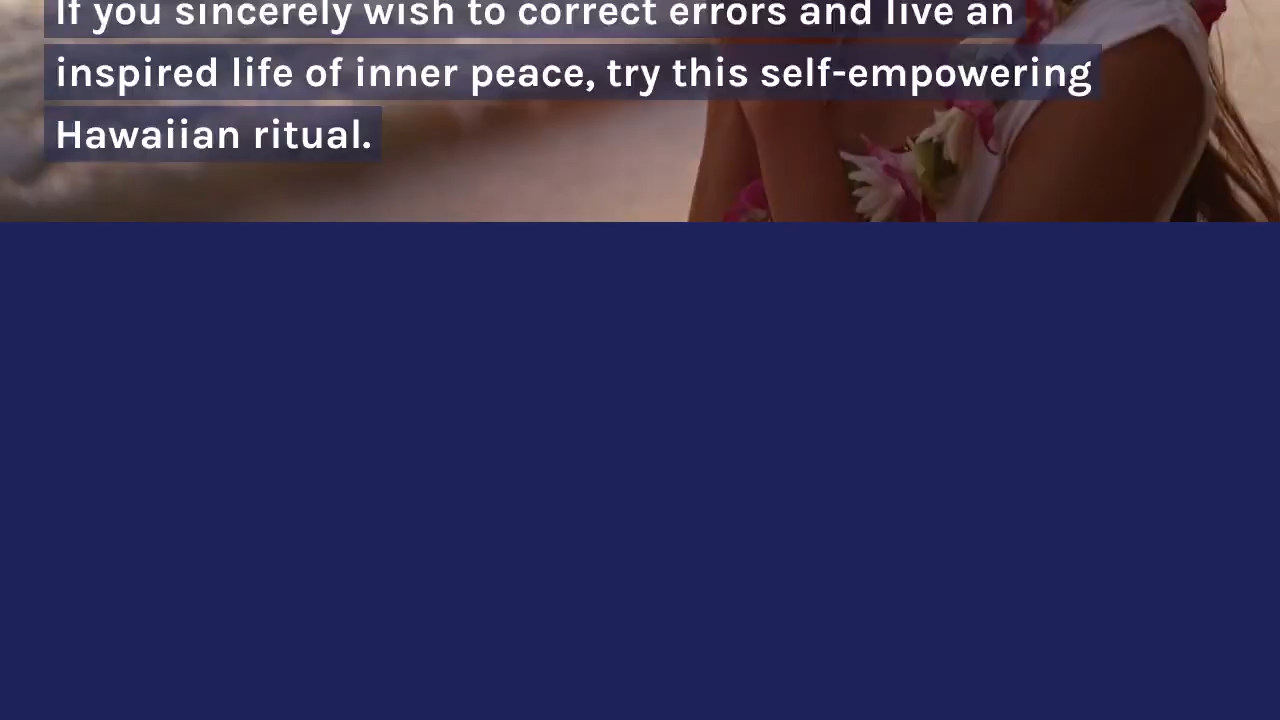 If you sincerely wish to correct errors and live an
inspired life of inner peace, try this self-empowering
Hawaiian ritual.